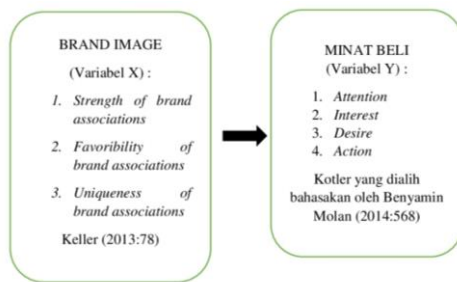 BRAND IMAGE
(Variabel X) :
1. Strength of brand
associations
2. Favoribility of
brand associations
3. Uniqueness of
brand associations
Keller (2013:78)
MINAT BELI
(Variabel Y) :
1. Attention
2. Interest
3. Desire
4. Action
Kotler yang dialih
bahasakan oleh Benyamin
Molan (2014:568)